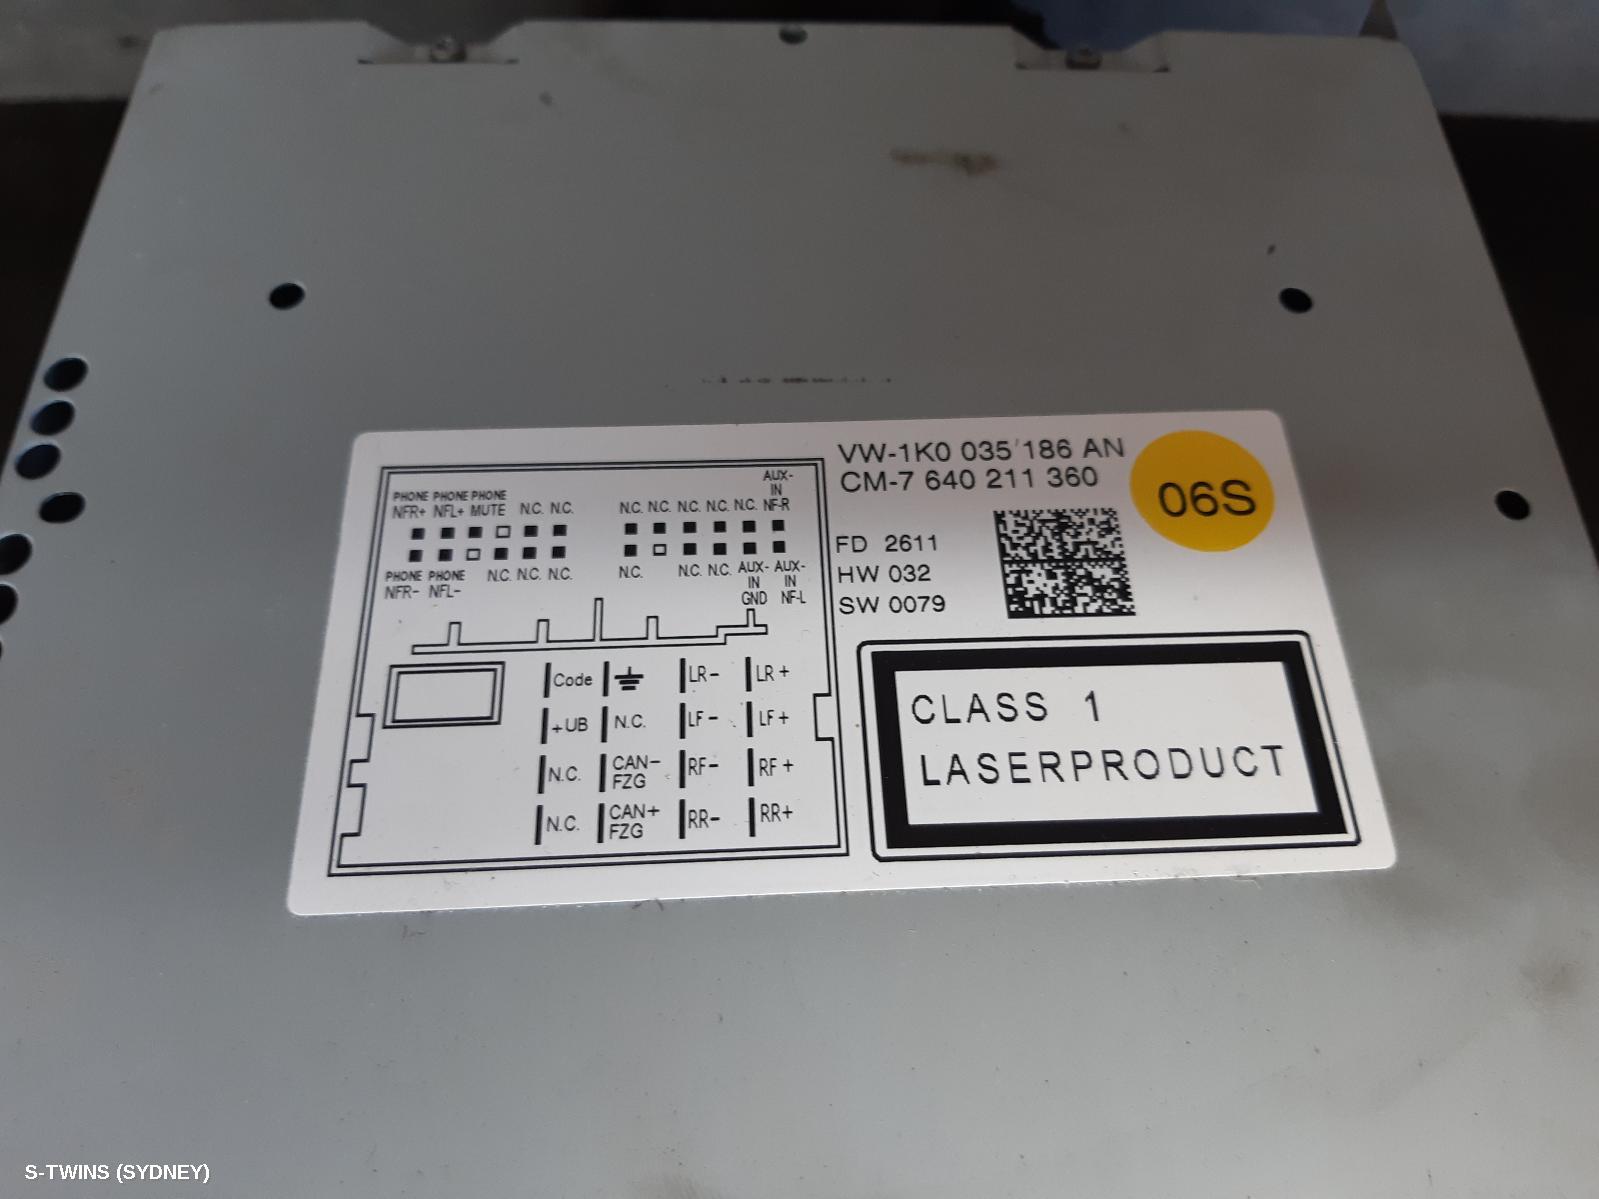 VW-1K0 035 186 AN
CM-7 640 211 360
06S
FD 2611
HW 032
SW 0079
CLASS 1
LASERPRODUCT
AUX-
IN
PHONE PHONE PHONE
NFR+ NFL+ MUTE N.C. N.C. N.C. N.C. N.C. N.C. N.C. NF-R
PHONE PHONE N.C. N.C. N.C. N.C. N.C. N.C. AUX- AUX-
NFR- NFL- IN IN
GND NF-L
Code LR- LR+
+UB N.C. LF- LF+
N.C. CAN- FZG RF- RF+
N.C. CAN+ FZG RR- RR+
S-TWINS (SYDNEY)